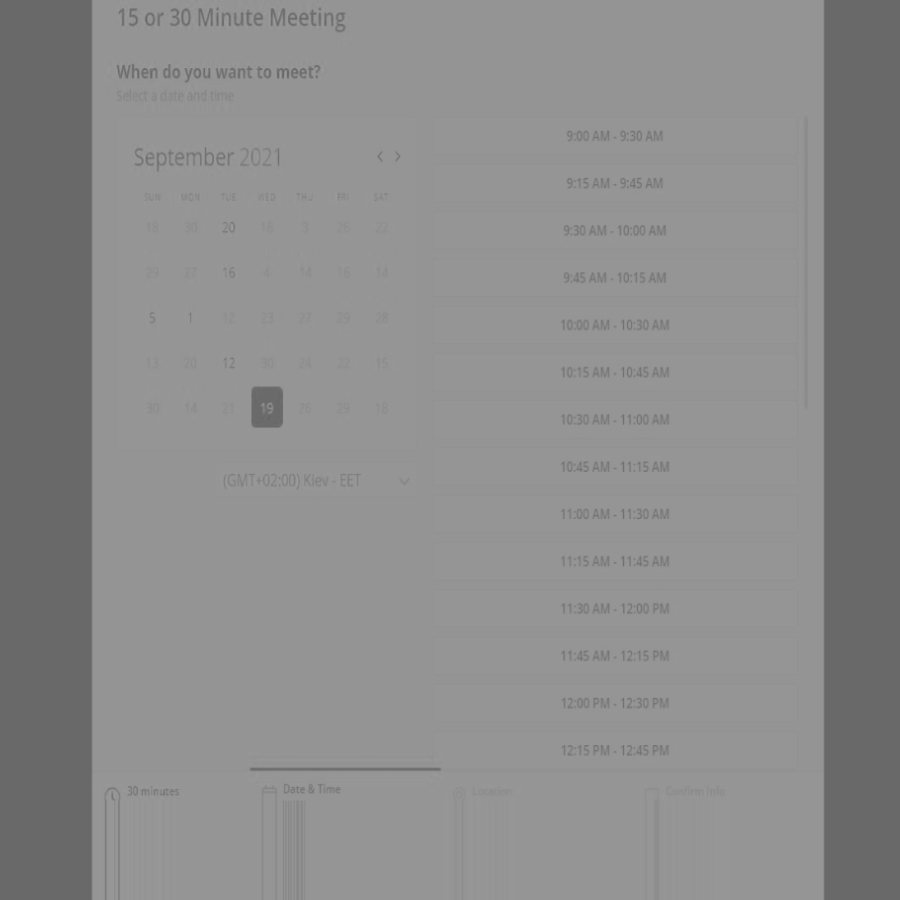 15 or 30 Minute Meeting
When do you want to meet?
Select a date and time
September 2021
SUN MON TUE WED THU FRI SAT
18 30 20 18 8 20 22
16 14 16 14
5 1 12 23 27 29 28
13 20 12 30 24 22 15
30 14 19 26 29 18
(GMT+02:00) Kiev - EET
9:00 AM - 9:30 AM
9:15 AM - 9:45 AM
9:30 AM - 10:00 AM
9:45 AM - 10:15 AM
10:00 AM - 10:30 AM
10:15 AM - 10:45 AM
10:30 AM - 11:00 AM
10:45 AM - 11:15 AM
11:00 AM - 11:30 AM
11:15 AM - 11:45 AM
11:30 AM - 12:00 PM
11:45 AM - 12:15 PM
12:00 PM - 12:30 PM
12:15 PM - 12:45 PM
30 minutes
Date & Time
Location
Confirm Info